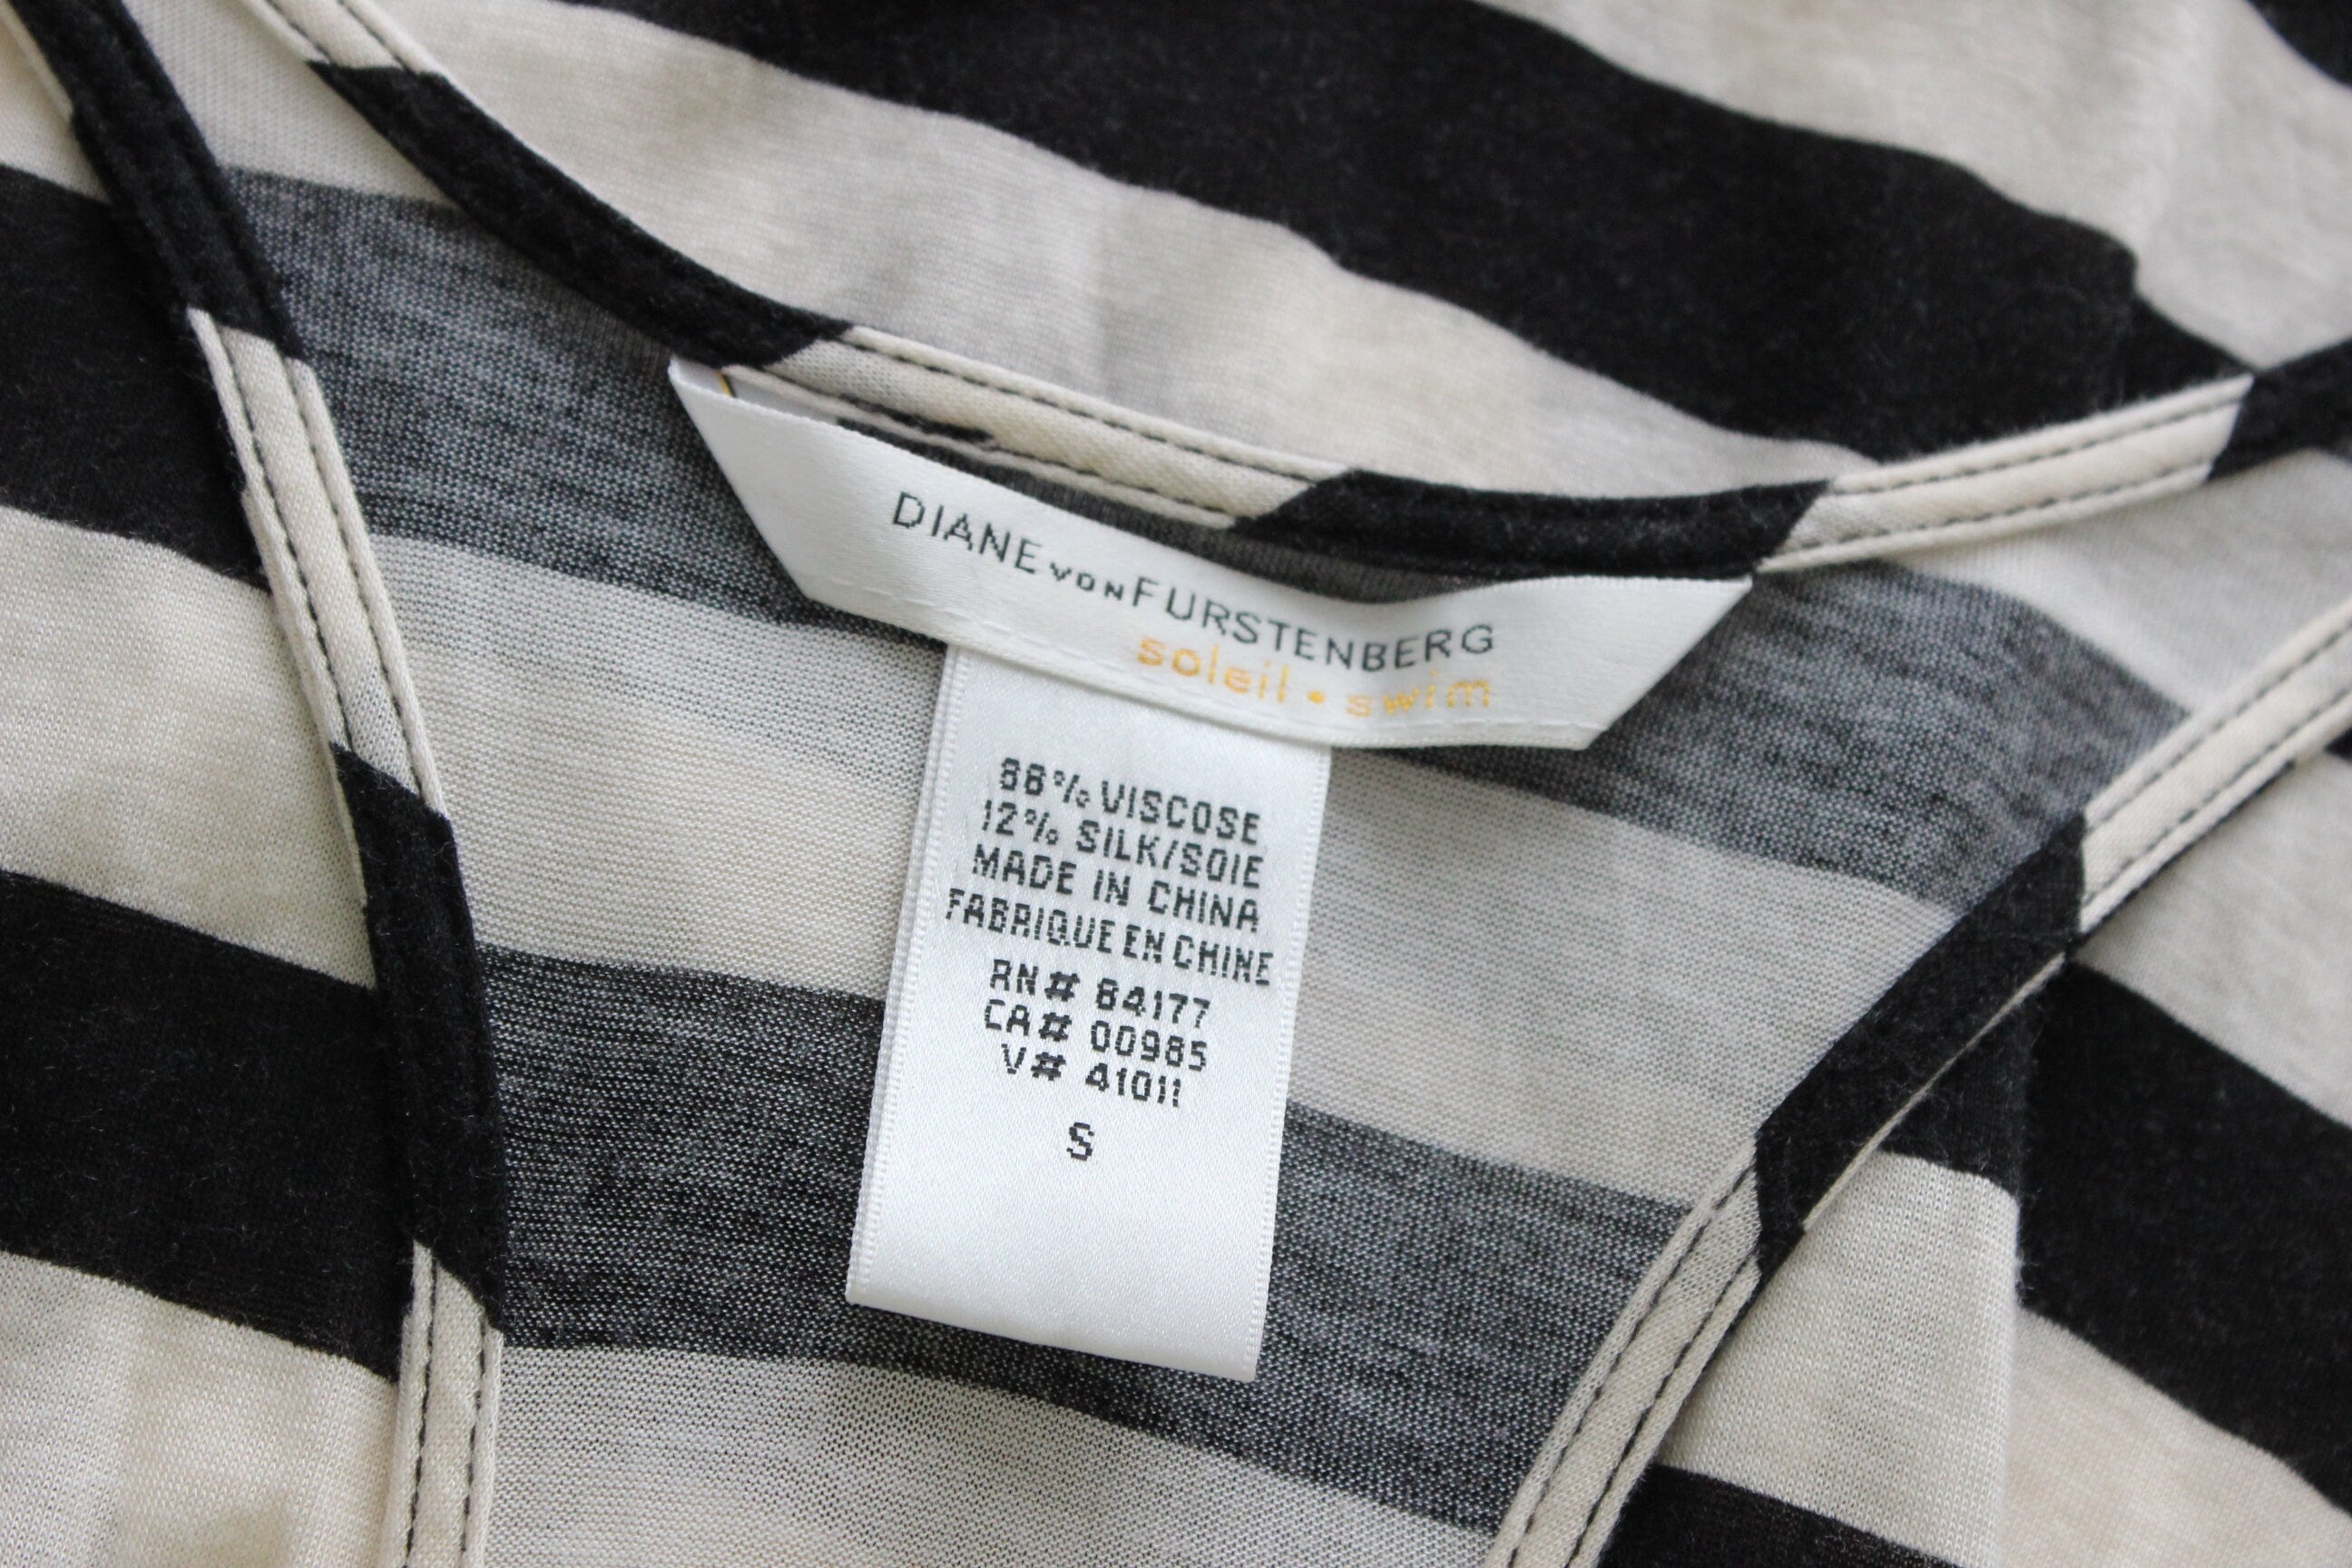 DIANE VON FURSTENBERG
soleil • swim
88% VISCOSE
12% SILK/SOIE
MADE IN CHINA
FABRIQUE EN CHINE
RN# 84177
CA# 00985
V# 41011
S